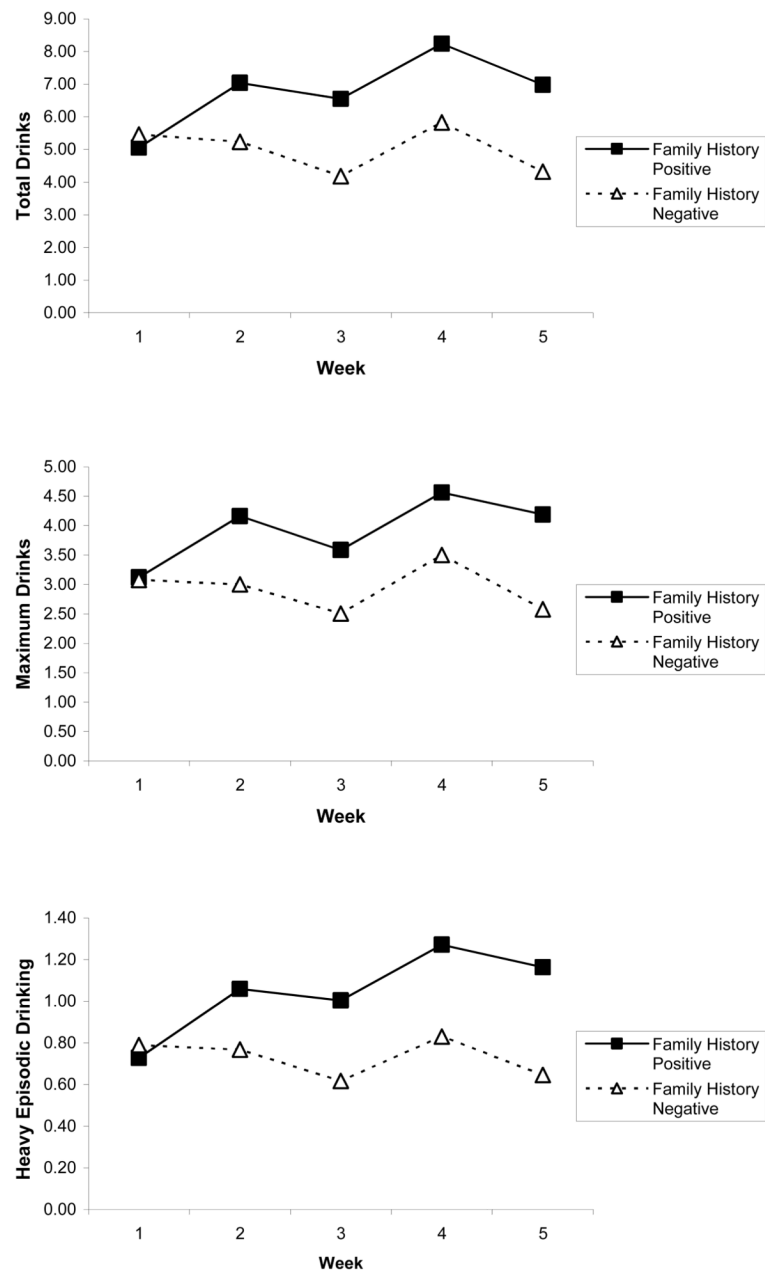 9.00
8.00
7.00
6.00
5.00
4.00
3.00
2.00
1.00
0.00
Total Drinks
1 2 3 4 5
Week
Family History
Positive
Family History
Negative
5.00
4.50
4.00
3.50
3.00
2.50
2.00
1.50
1.00
0.50
0.00
Maximum Drinks
1 2 3 4 5
Week
Family History
Positive
Family History
Negative
1.40
1.20
1.00
0.80
0.60
0.40
0.20
0.00
Heavy Episodic Drinking
1 2 3 4 5
Week
Family History
Positive
Family History
Negative